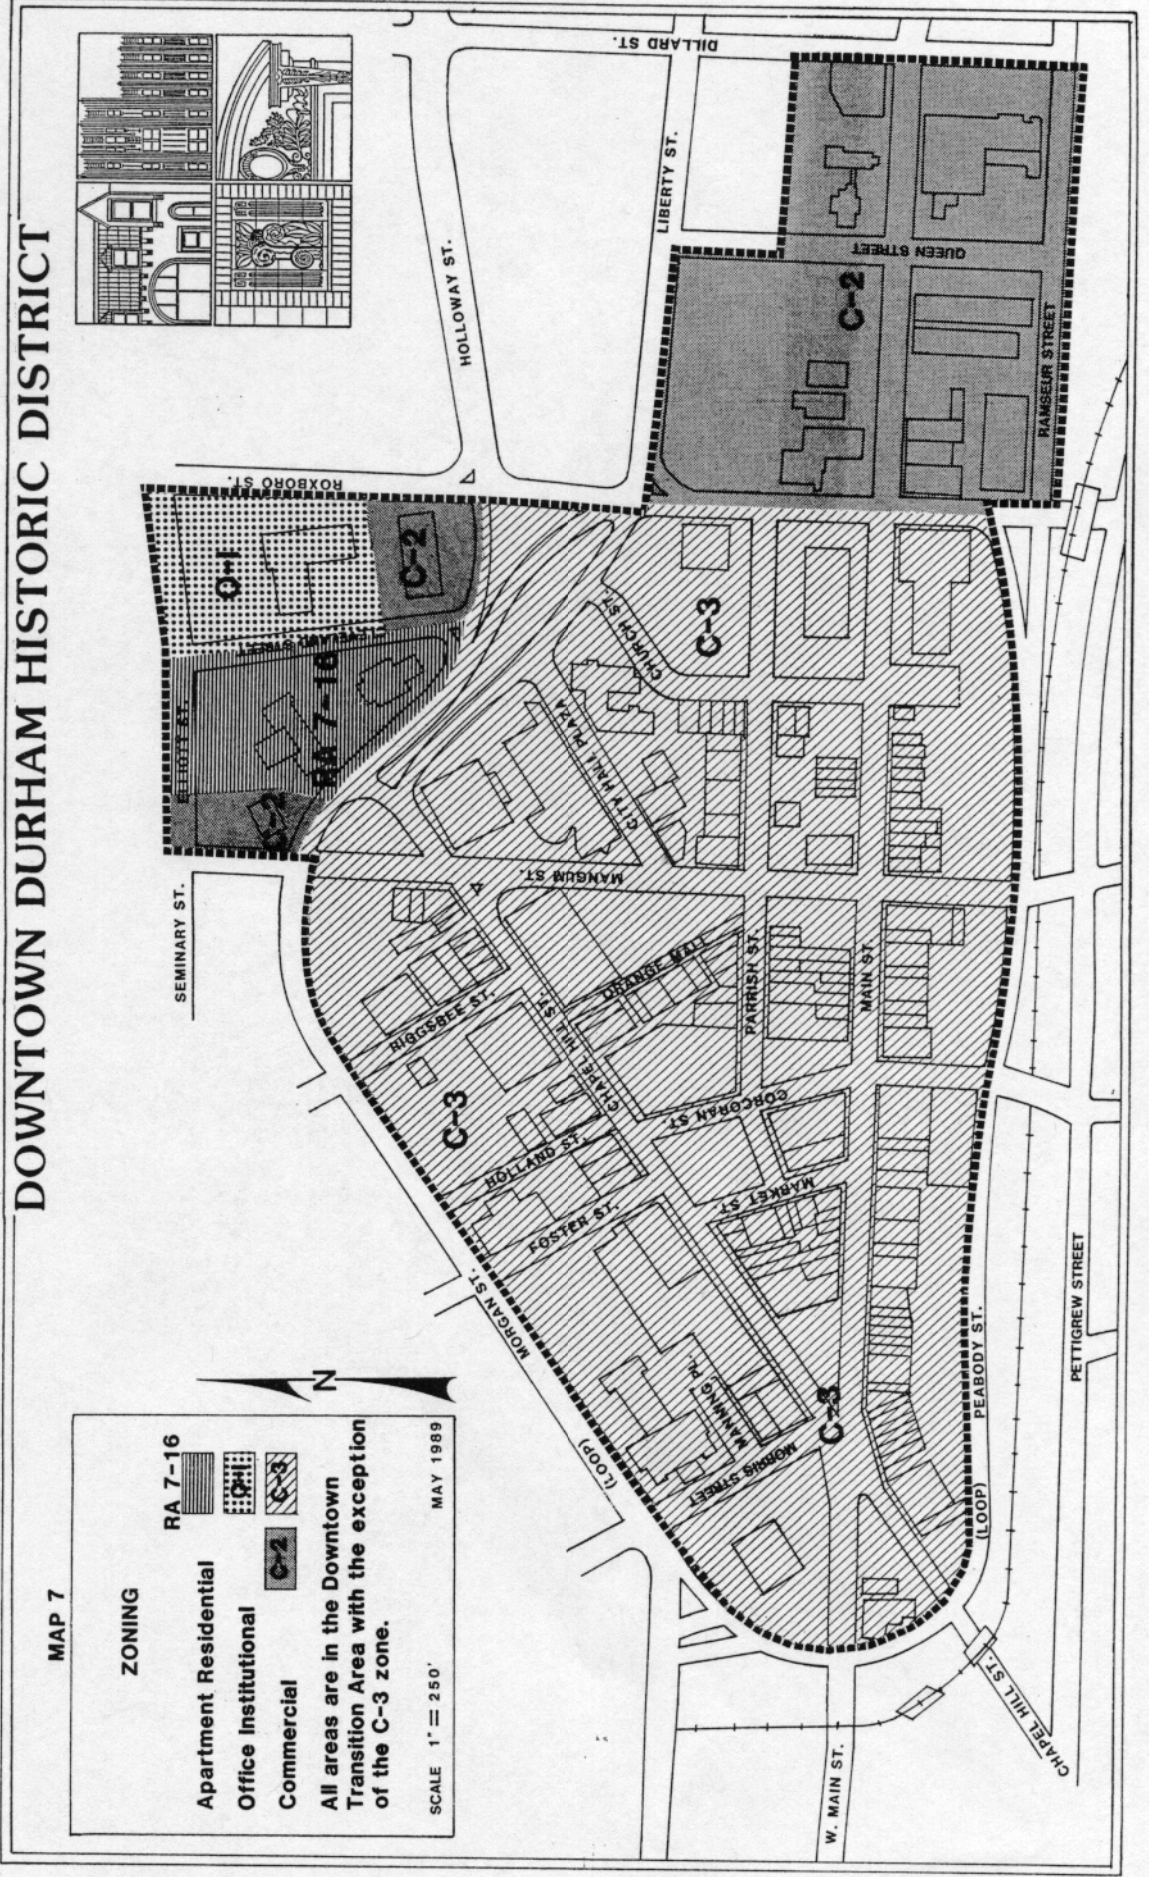 DOWNTOWN DURHAM HISTORIC DISTRICT
MAP 7
ZONING
RA 7-16
Apartment Residential
Office Institutional
O-I
Commercial
C-2
C-3
All areas are in the Downtown
Transition Area with the exception
of the C-3 zone.
SCALE 1" = 250'
MAY 1989
N
SEMINARY ST.
ELIOTT ST.
CLEVELAND STREET
ROXBORO ST.
HOLLOWAY ST.
LIBERTY ST.
DILLARD ST.
O-I
C-2
RA 7-16
C-2
C-3
C-3
C-3
C-2
QUEEN STREET
RAMSEUR STREET
CHURCH ST.
CITY HALL PLAZA
MANGUM ST.
ORANGE MALL
PARRISH ST.
MAIN ST
RIGGSBEE ST.
CHAPEL HILL ST.
CORCORAN ST.
HOLLAND ST.
FOSTER ST.
MARKET ST
MORGAN ST.
(LOOP)
MANNING PL.
MORRIS STREET
PEABODY ST.
(LOOP)
PETTIGREW STREET
CHAPEL HILL ST.
W. MAIN ST.